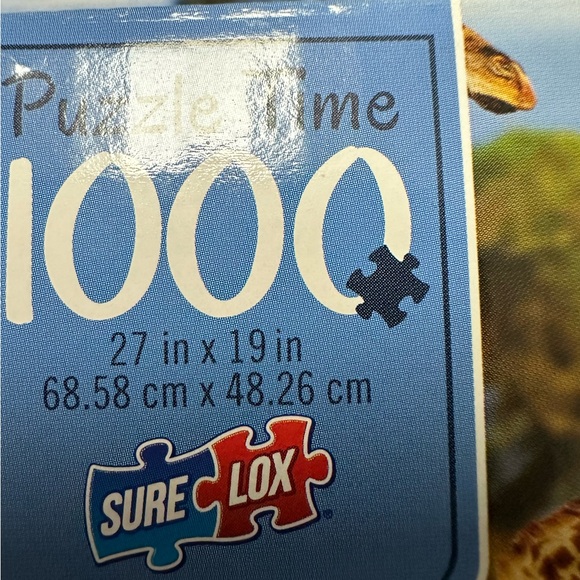 Puzzle Time
1000
27 in x 19 in
68.58 cm x 48.26 cm
SURE LOX
®